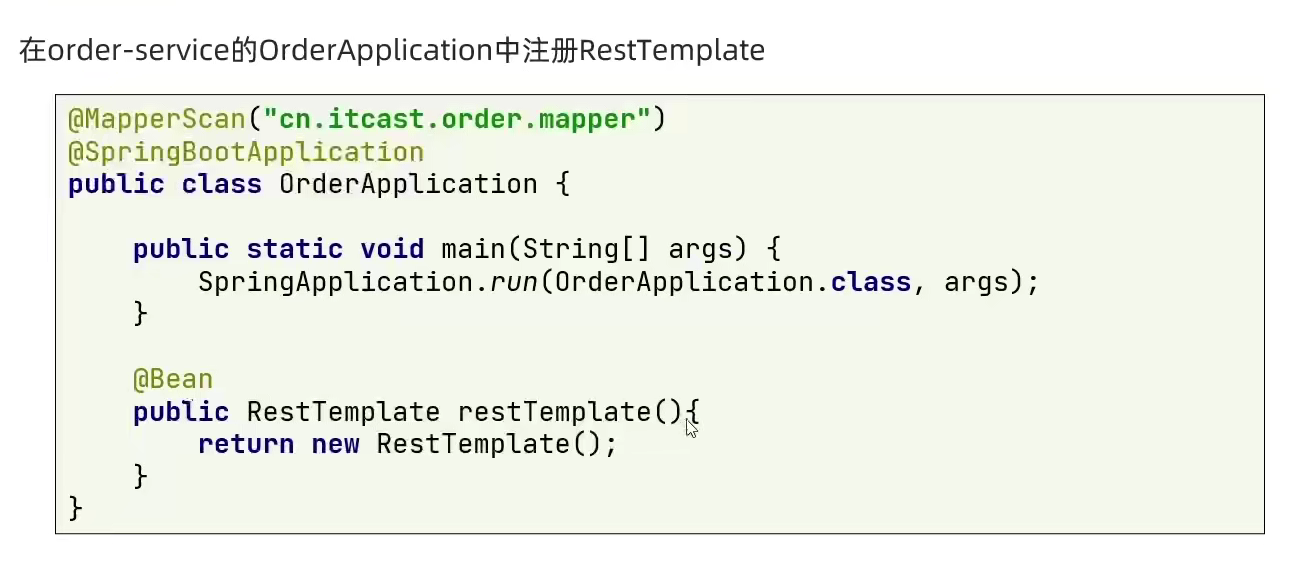 在order-service的OrderApplication中注册RestTemplate
@MapperScan("cn.itcast.order.mapper")
@SpringBootApplication
public class OrderApplication {
    public static void main(String[] args) {
        SpringApplication.run(OrderApplication.class, args);
    }
    @Bean
    public RestTemplate restTemplate(){
        return new RestTemplate();
    }
}